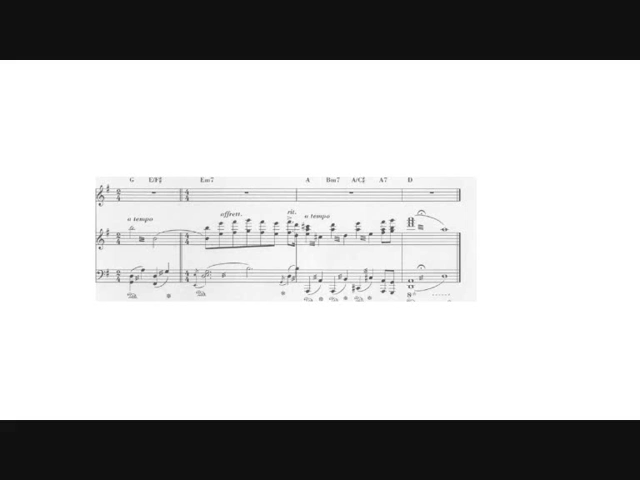 G E/F# Em7 A Bm7 A/C# A7 D
a tempo affrett. rit. a tempo